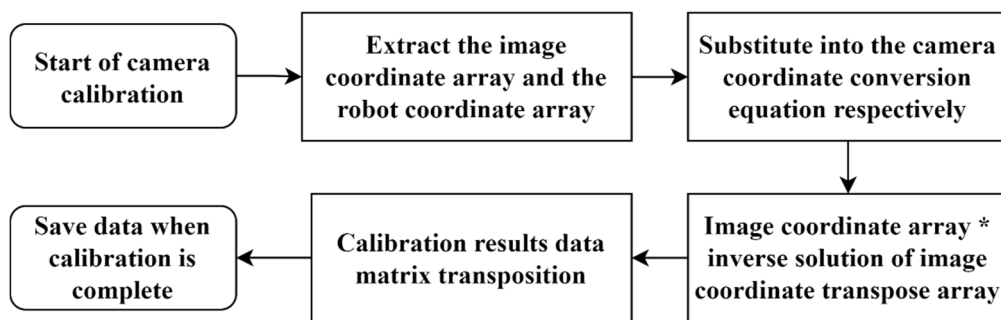 Start of camera
calibration
Extract the image
coordinate array and the
robot coordinate array
Substitute into the camera
coordinate conversion
equation respectively
Image coordinate array *
inverse solution of image
coordinate transpose array
Calibration results data
matrix transposition
Save data when
calibration is
complete